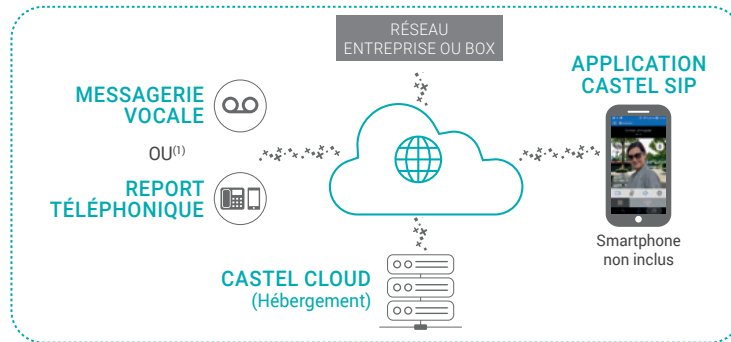 RÉSEAU
ENTREPRISE OU BOX
MESSAGERIE
VOCALE
OU(1)
REPORT
TÉLÉPHONIQUE
APPLICATION
CASTEL SIP
Smartphone
non inclus
CASTEL CLOUD
(Hébergement)